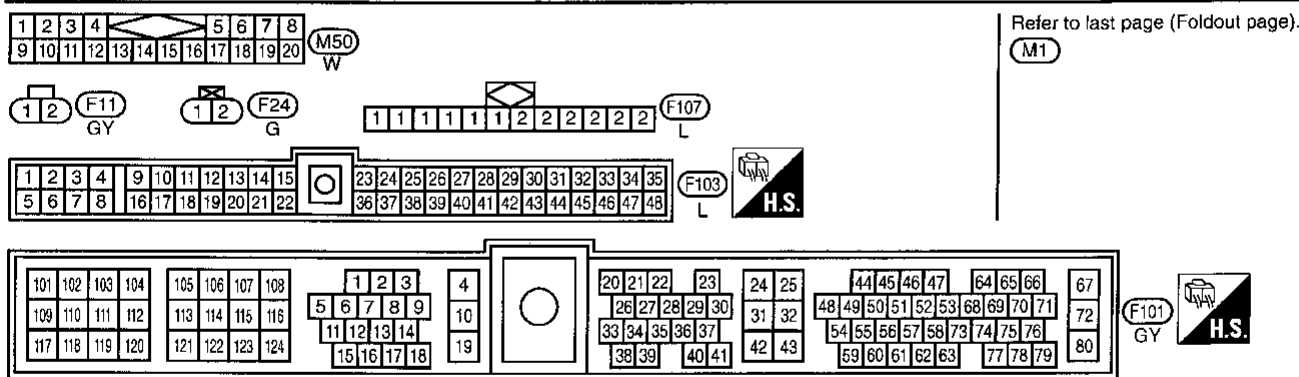 1 2 3 4 5 6 7 8
9 10 11 12 13 14 15 16 17 18 19 20
M50
W
Refer to last page (Foldout page).
M1
1 2
F11
GY
1 2
F24
G
1 1 1 1 1 1 2 2 2 2 2 2
F107
L
1 2 3 4 9 10 11 12 13 14 15 23 24 25 26 27 28 29 30 31 32 33 34 35
5 6 7 8 16 17 18 19 20 21 22 36 37 38 39 40 41 42 43 44 45 46 47 48
F103
L
H.S.
101 102 103 104 105 106 107 108 1 2 3 4 20 21 22 23 24 25 44 45 46 47 64 65 66 67
5 6 7 8 9 26 27 28 29 30 48 49 50 51 52 53 68 69 70 71
109 110 111 112 113 114 115 116 10 31 32 72
11 12 13 14 33 34 35 36 37 54 55 56 57 58 73 74 75 76
117 118 119 120 121 122 123 124 15 16 17 18 19 38 39 40 41 42 43 59 60 61 62 63 77 78 79 80
F101
GY
H.S.